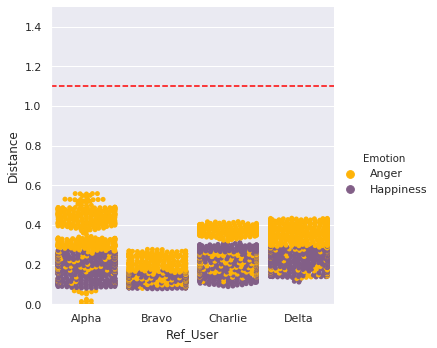 1.4
1.2
1.0
0.8
0.6
0.4
0.2
0.0
Distance
Alpha Bravo Charlie Delta
Ref_User
Emotion
Anger
Happiness